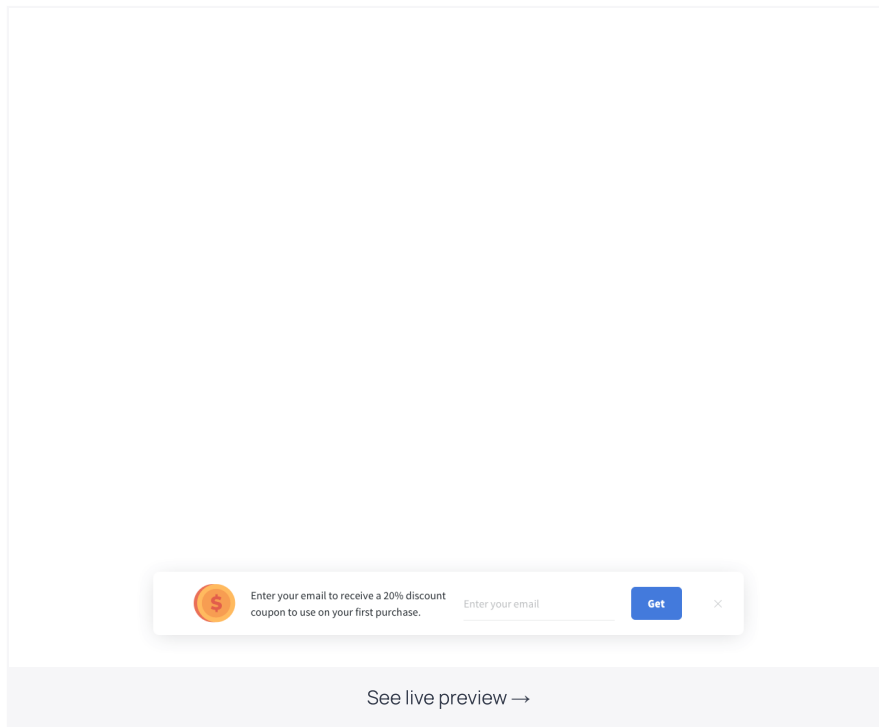 Enter your email to receive a 20% discount
coupon to use on your first purchase.
Enter your email
Get
See live preview →